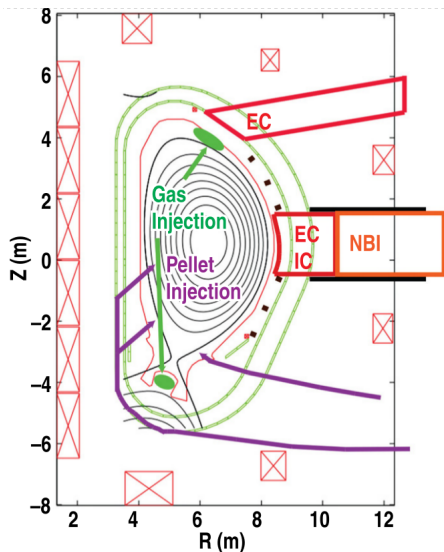 8
6
EC
4
Gas
Injection
2
EC
IC
NBI
Z (m)
0
Pellet
Injection
–2
–4
–6
–8
2
4
6
8
10
12
R (m)